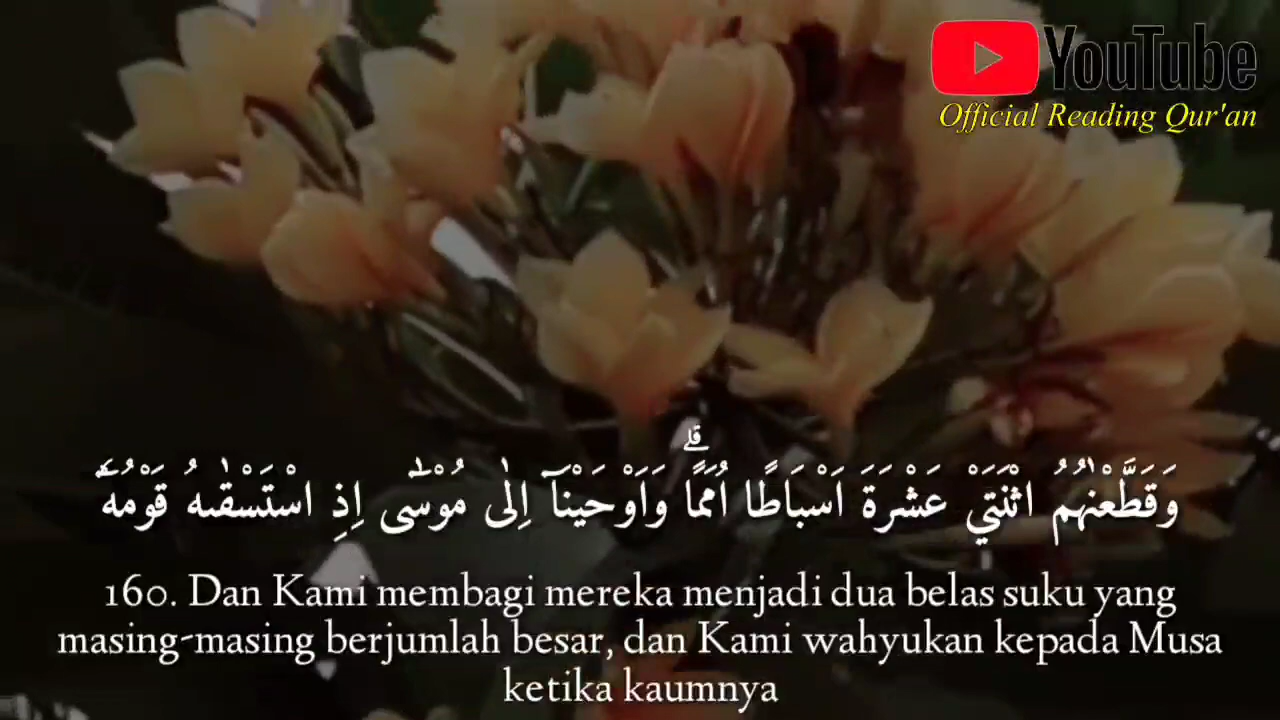 YouTube
Official Reading Qur'an
وَقَطَّعْنٰهُمُ اثْنَتَيْ عَشْرَةَ اَسْبَاطًا اُمَمًاۗ وَاَوْحَيْنَآ اِلٰى مُوْسٰٓى اِذِ اسْتَسْقٰىهُ قَوْمُهٗٓ
160. Dan Kami membagi mereka menjadi dua belas suku yang
masing-masing berjumlah besar, dan Kami wahyukan kepada Musa
ketika kaumnya